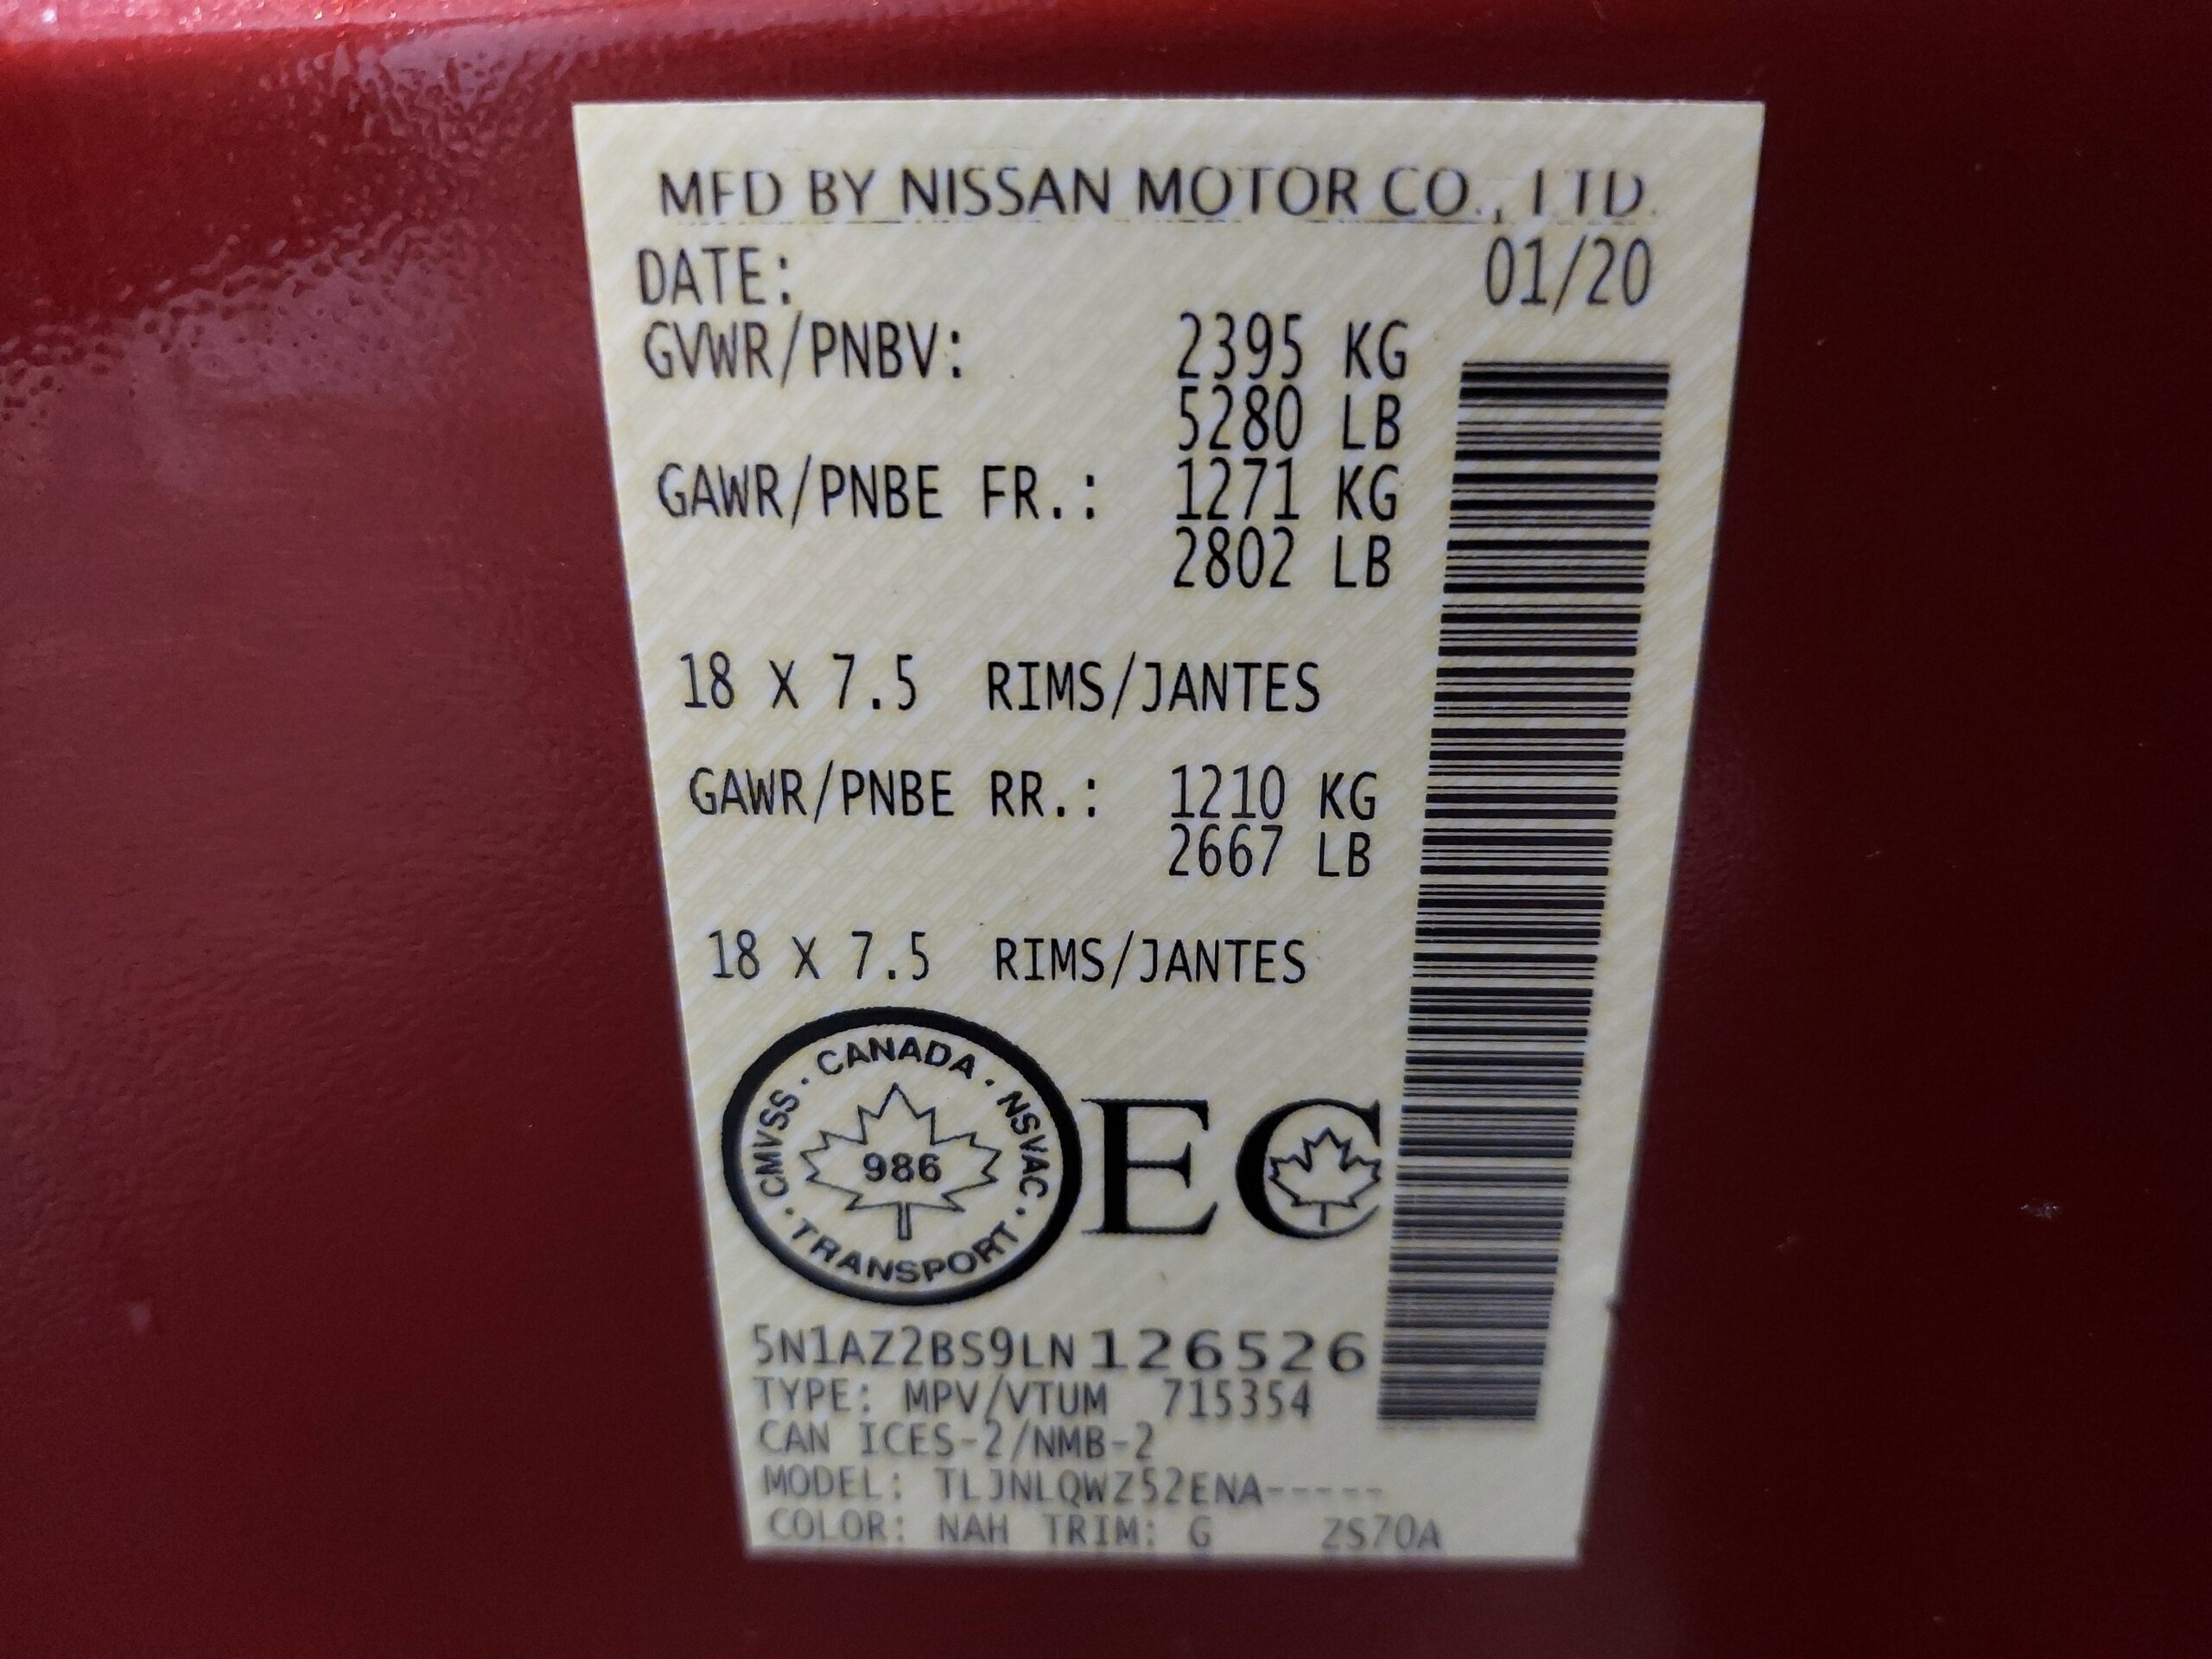 MFD BY NISSAN MOTOR CO., LTD.
DATE: 01/20
GVWR/PNBV: 2395 KG
5280 LB
GAWR/PNBE FR.: 1271 KG
2802 LB
18 X 7.5 RIMS/JANTES
GAWR/PNBE RR.: 1210 KG
2667 LB
18 X 7.5 RIMS/JANTES
CANADA · NSVAC · TRANSPORT · CMVSS ·
986
EC
5N1AZ2BS9LN126526
TYPE: MPV/VTUM 715354
CAN ICES-2/NMB-2
MODEL: TLJNLQWZ52ENA-----
COLOR: NAH TRIM: G ZS70A